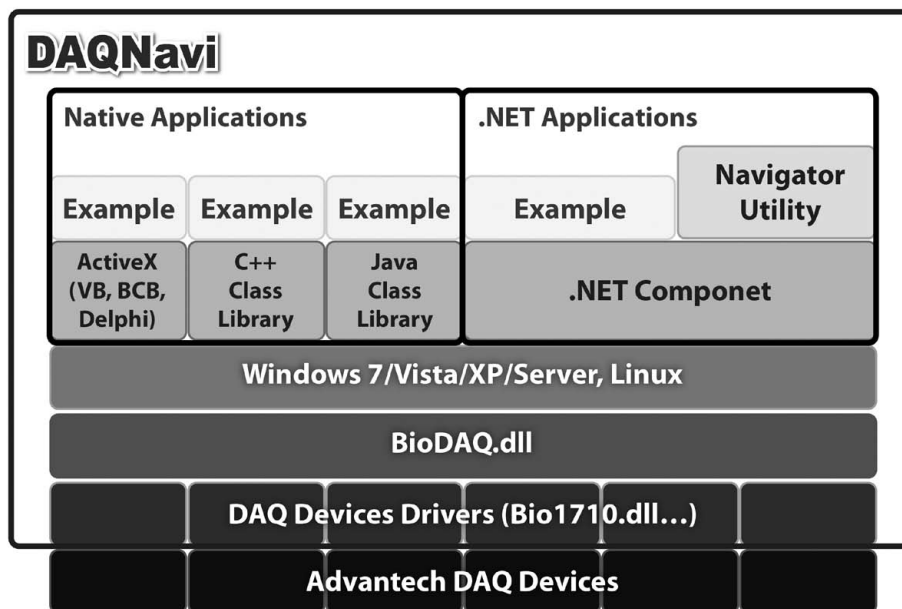 DAQNavi
Native Applications
.NET Applications
Example
Example
Example
Example
Navigator
Utility
ActiveX
(VB, BCB,
Delphi)
C++
Class
Library
Java
Class
Library
.NET Componet
Windows 7/Vista/XP/Server, Linux
BioDAQ.dll
DAQ Devices Drivers (Bio1710.dll...)
Advantech DAQ Devices